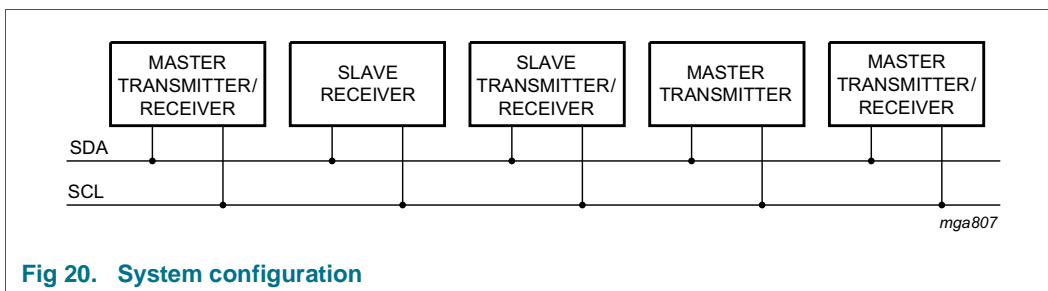 MASTER
TRANSMITTER/
RECEIVER
SLAVE
RECEIVER
SLAVE
TRANSMITTER/
RECEIVER
MASTER
TRANSMITTER
MASTER
TRANSMITTER/
RECEIVER
SDA
SCL
mga807
Fig 20. System configuration